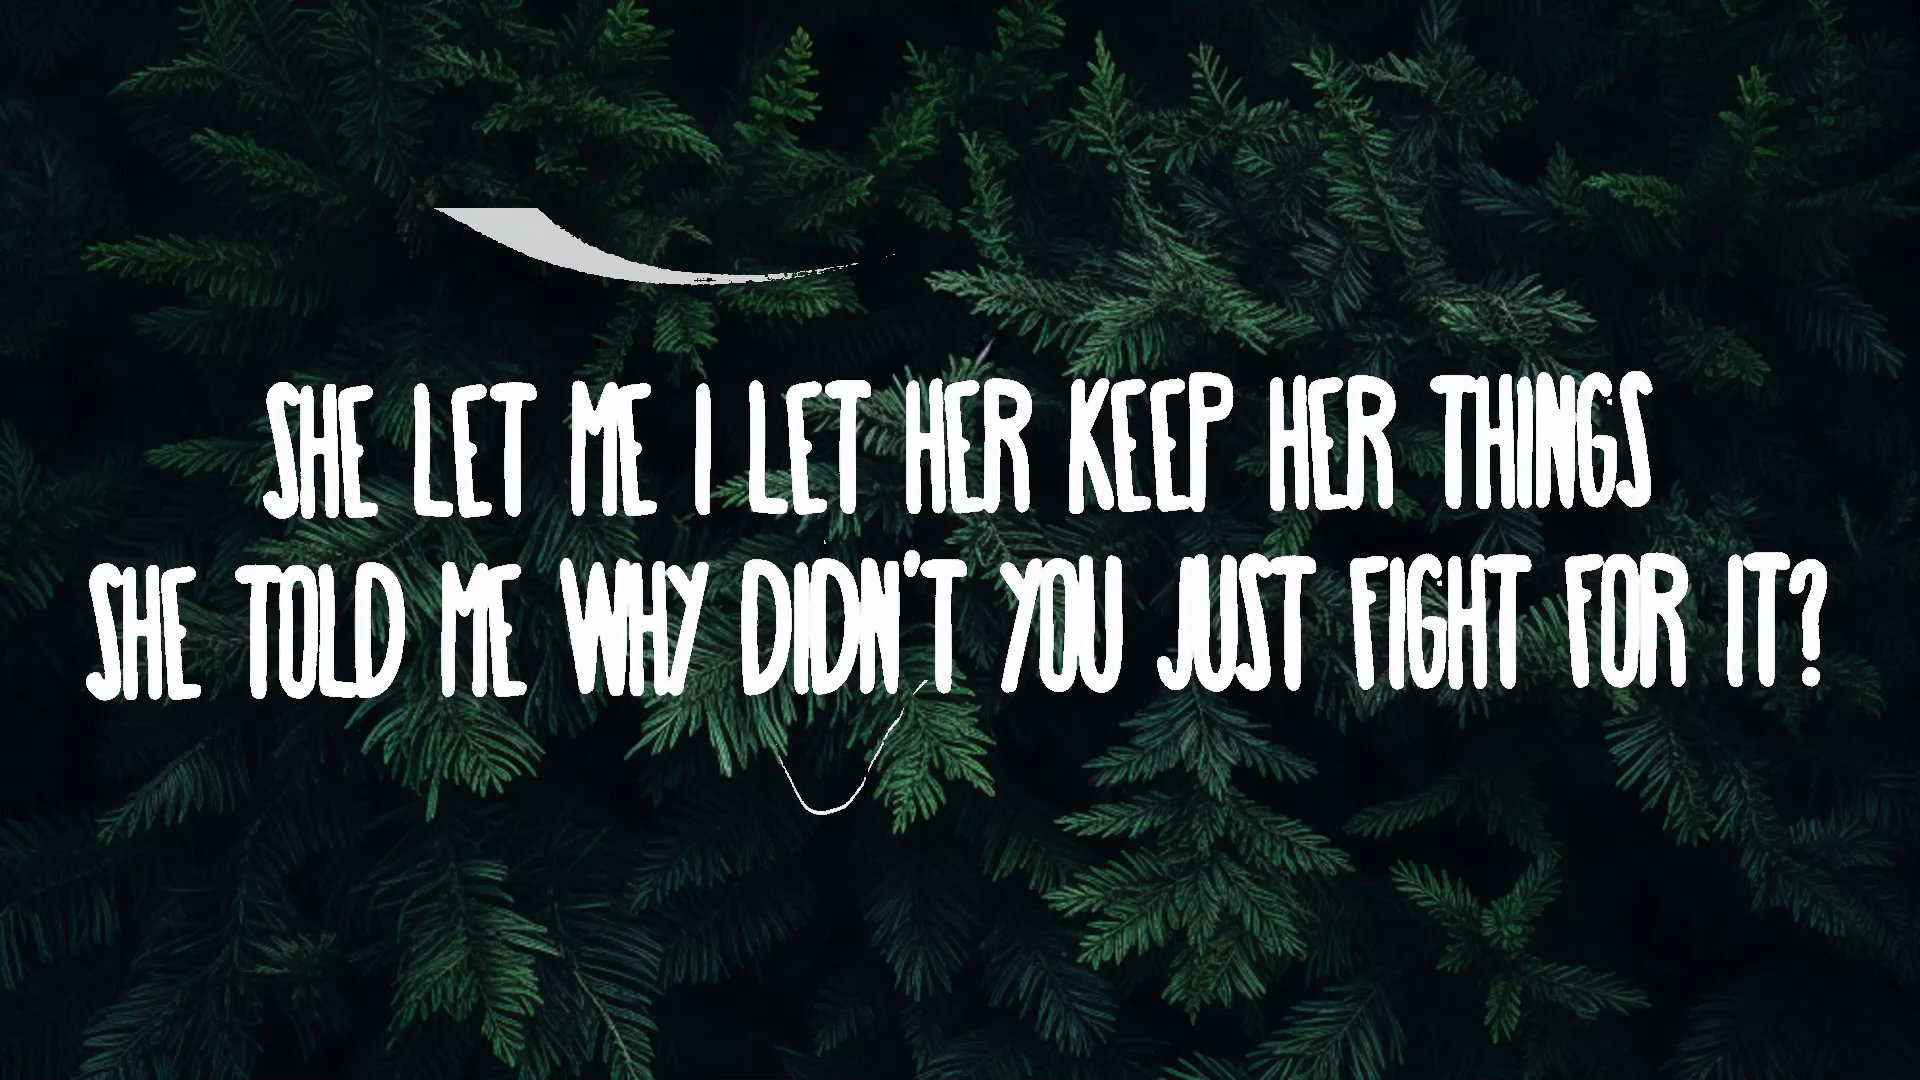 SHE LET ME I LET HER KEEP HER THINGS
SHE TOLD ME WHY DIDN'T YOU JUST FIGHT FOR IT?